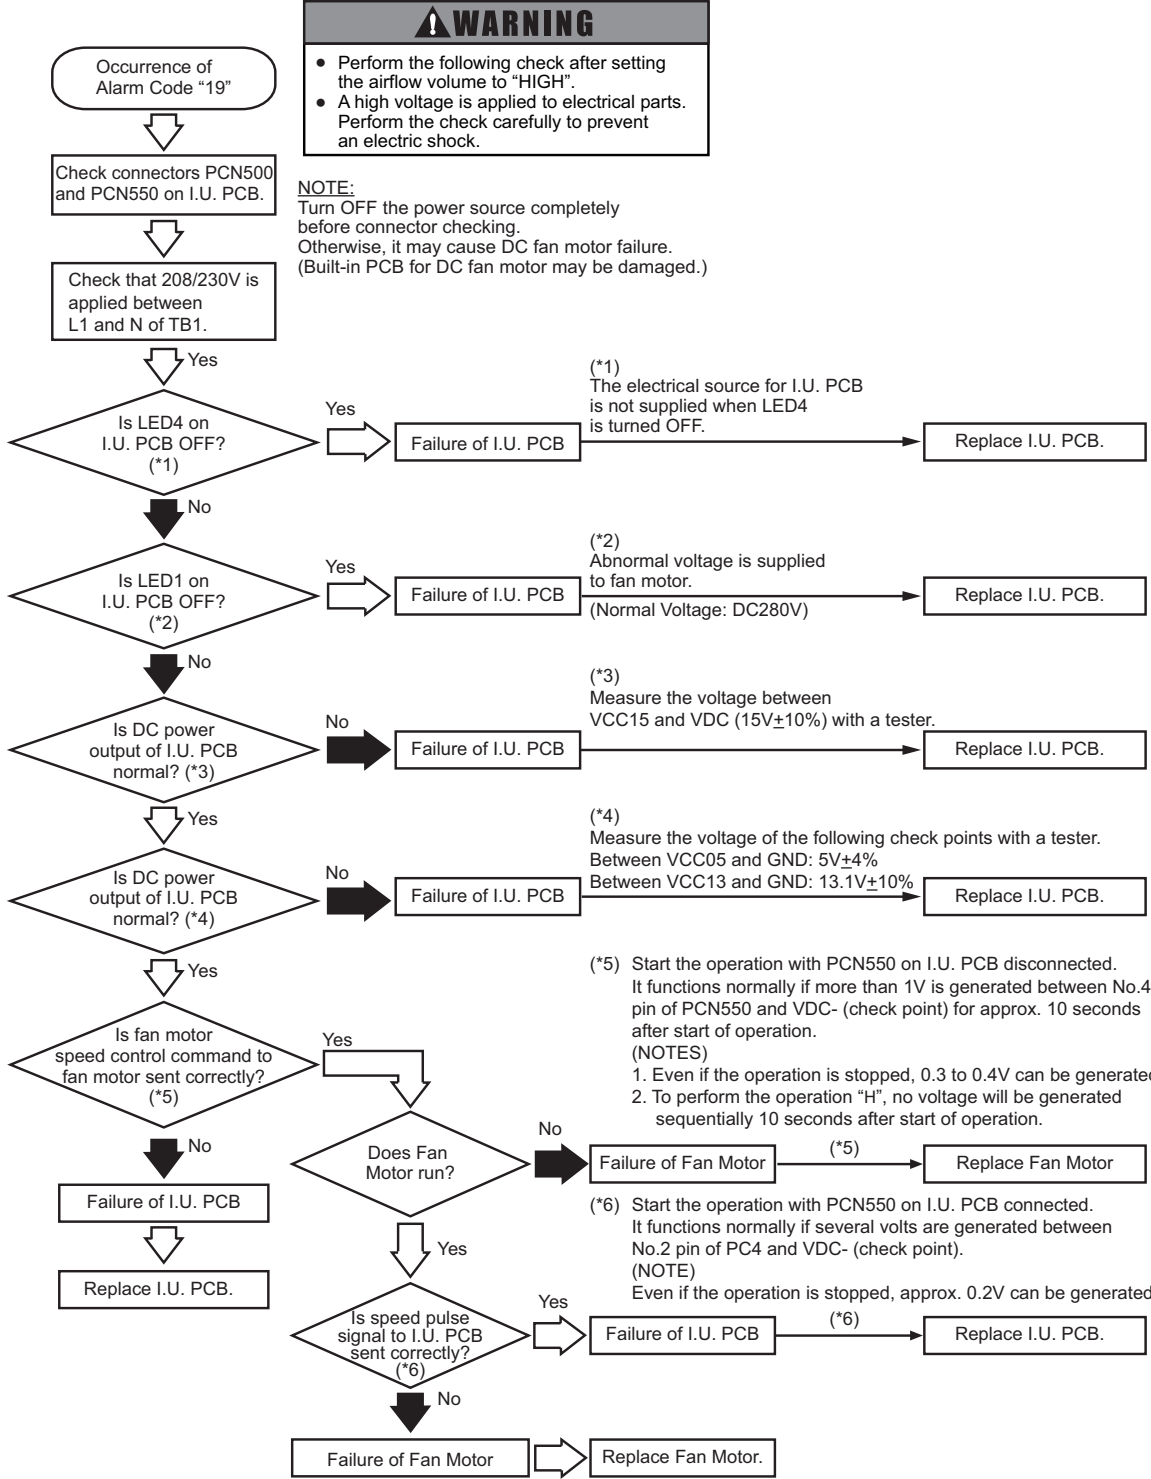 WARNING
● Perform the following check after setting
the airflow volume to “HIGH”.
● A high voltage is applied to electrical parts.
Perform the check carefully to prevent
an electric shock.
Occurrence of
Alarm Code “19”
Check connectors PCN500
and PCN550 on I.U. PCB.
NOTE:
Turn OFF the power source completely
before connector checking.
Otherwise, it may cause DC fan motor failure.
(Built-in PCB for DC fan motor may be damaged.)
Check that 208/230V is
applied between
L1 and N of TB1.
Yes
Is LED4 on
I.U. PCB OFF?
(*1)
Yes
Failure of I.U. PCB
(*1)
The electrical source for I.U. PCB
is not supplied when LED4
is turned OFF.
Replace I.U. PCB.
No
Is LED1 on
I.U. PCB OFF?
(*2)
Yes
Failure of I.U. PCB
(*2)
Abnormal voltage is supplied
to fan motor.
(Normal Voltage: DC280V)
Replace I.U. PCB.
No
Is DC power
output of I.U. PCB
normal? (*3)
No
Failure of I.U. PCB
(*3)
Measure the voltage between
VCC15 and VDC (15V±10%) with a tester.
Replace I.U. PCB.
Yes
Is DC power
output of I.U. PCB
normal? (*4)
No
Failure of I.U. PCB
(*4)
Measure the voltage of the following check points with a tester.
Between VCC05 and GND: 5V±4%
Between VCC13 and GND: 13.1V±10%
Replace I.U. PCB.
Yes
Is fan motor
speed control command to
fan motor sent correctly?
(*5)
Yes
(*5) Start the operation with PCN550 on I.U. PCB disconnected.
It functions normally if more than 1V is generated between No.4
pin of PCN550 and VDC- (check point) for approx. 10 seconds
after start of operation.
(NOTES)
1. Even if the operation is stopped, 0.3 to 0.4V can be generated
2. To perform the operation “H”, no voltage will be generated
sequentially 10 seconds after start of operation.
No
Failure of I.U. PCB
Replace I.U. PCB.
Does Fan
Motor run?
No
Failure of Fan Motor
(*5)
Replace Fan Motor
Yes
(*6) Start the operation with PCN550 on I.U. PCB connected.
It functions normally if several volts are generated between
No.2 pin of PC4 and VDC- (check point).
(NOTE)
Even if the operation is stopped, approx. 0.2V can be generated
Is speed pulse
signal to I.U. PCB
sent correctly?
(*6)
Yes
Failure of I.U. PCB
(*6)
Replace I.U. PCB.
No
Failure of Fan Motor
Replace Fan Motor.